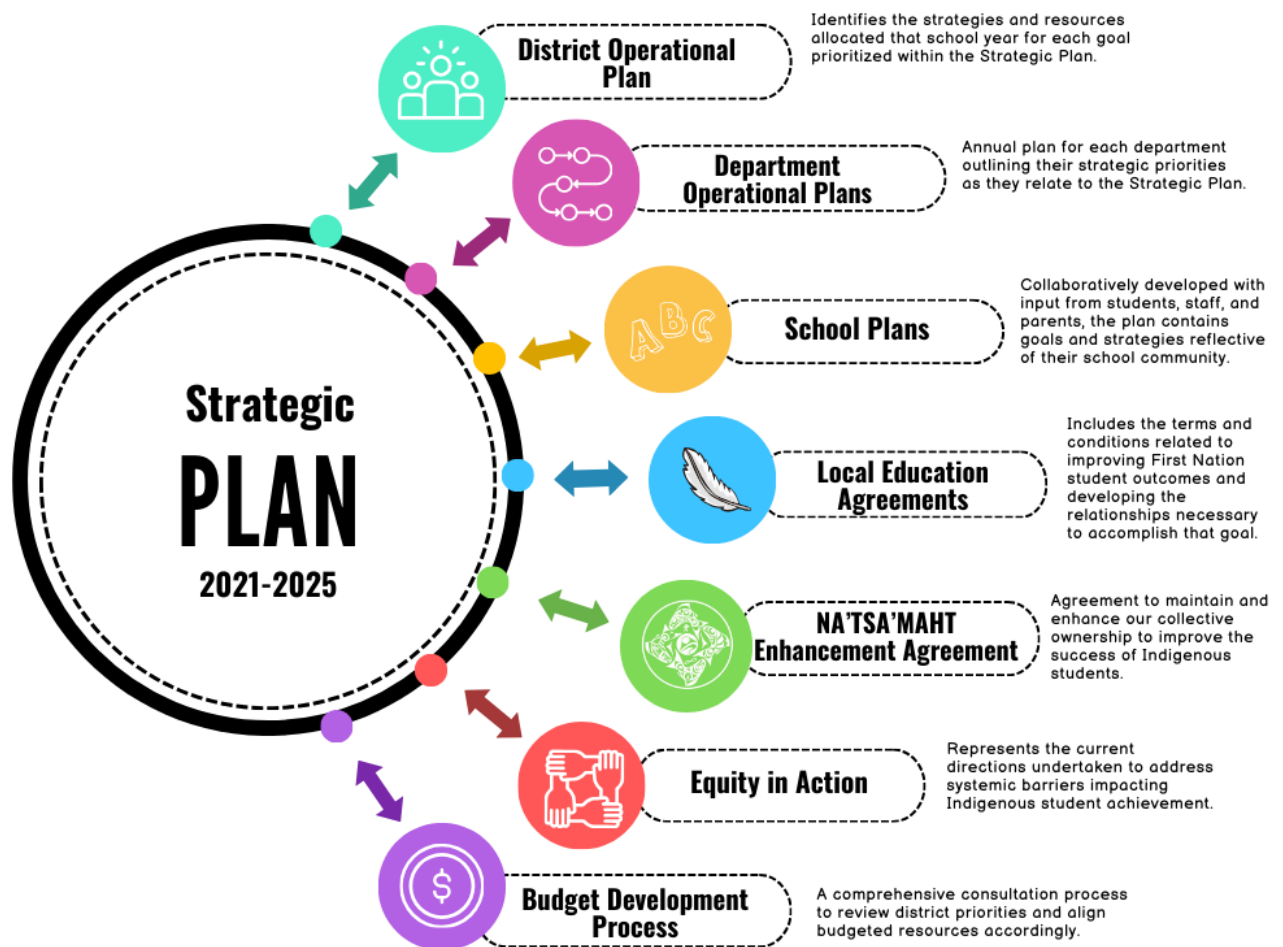 Strategic
PLAN
2021-2025
District Operational
Plan
Identifies the strategies and resources
allocated that school year for each goal
prioritized within the Strategic Plan.
Department
Operational Plans
Annual plan for each department
outlining their strategic priorities
as they relate to the Strategic Plan.
ABC
School Plans
Collaboratively developed with
input from students, staff, and
parents, the plan contains
goals and strategies reflective
of their school community.
Local Education
Agreements
Includes the terms and
conditions related to
improving First Nation
student outcomes and
developing the
relationships necessary
to accomplish that goal.
NA'TSA'MAHT
Enhancement Agreement
Agreement to maintain and
enhance our collective
ownership to improve the
success of Indigenous
students.
Equity in Action
Represents the current
directions undertaken to address
systemic barriers impacting
Indigenous student achievement.
$
Budget Development
Process
A comprehensive consultation process
to review district priorities and align
budgeted resources accordingly.